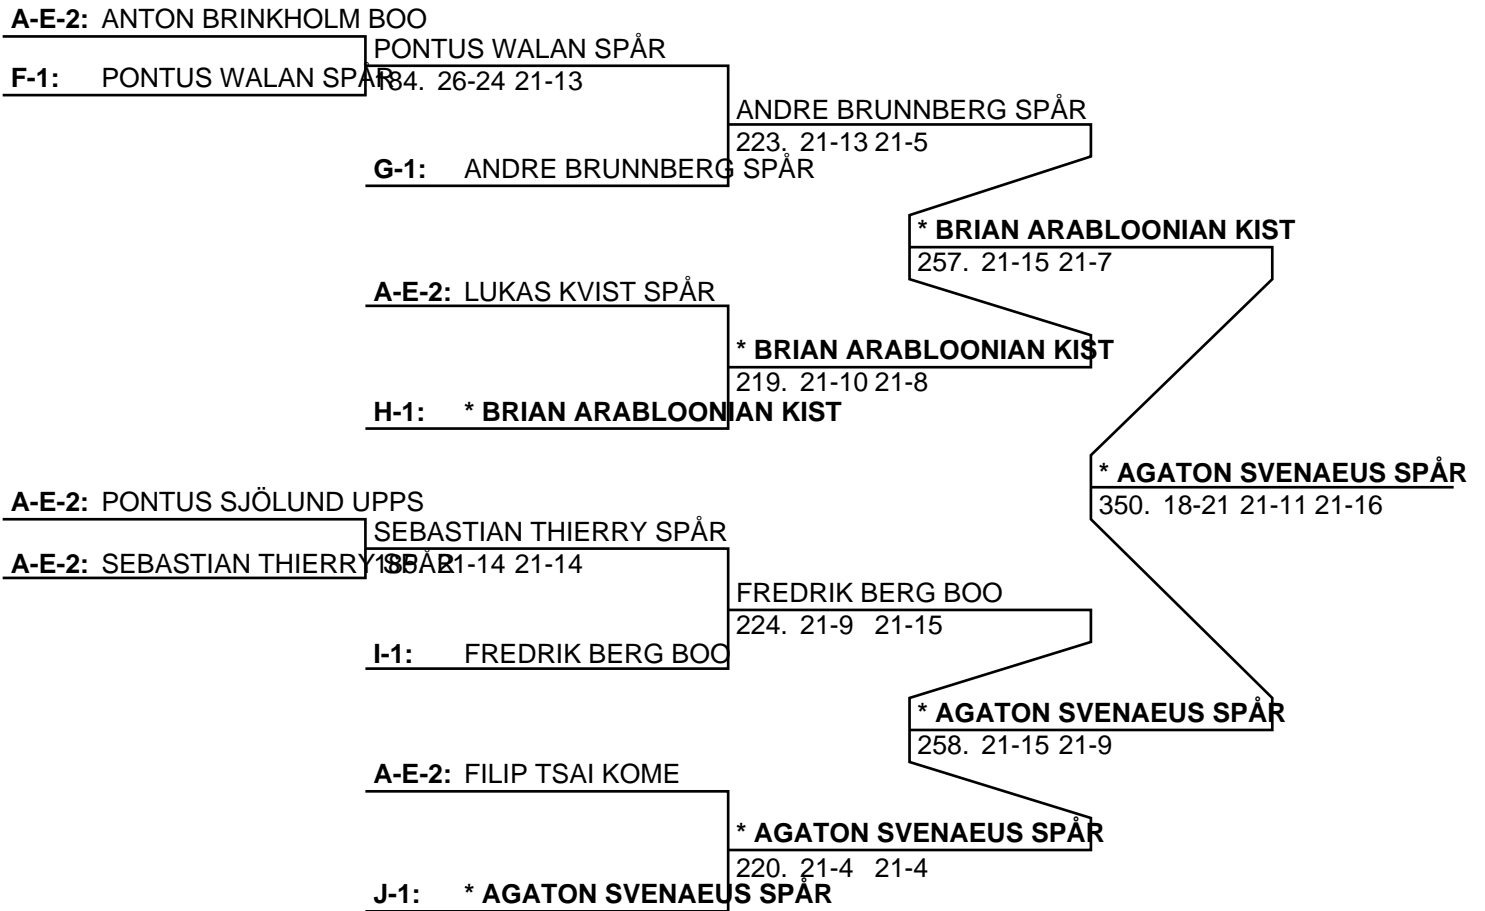 A-E-2: ANTON BRINKHOLM BOO
PONTUS WALAN SPÅR
F-1: PONTUS WALAN SPÅR
184. 26-24 21-13
ANDRE BRUNNBERG SPÅR
223. 21-13 21-5
G-1: ANDRE BRUNNBERG SPÅR
* BRIAN ARABLOONIAN KIST
257. 21-15 21-7
A-E-2: LUKAS KVIST SPÅR
* BRIAN ARABLOONIAN KIST
219. 21-10 21-8
H-1: * BRIAN ARABLOONIAN KIST
* AGATON SVENAEUS SPÅR
350. 18-21 21-11 21-16
A-E-2: PONTUS SJÖLUND UPPS
SEBASTIAN THIERRY SPÅR
A-E-2: SEBASTIAN THIERRY SPÅR
185. 21-14 21-14
FREDRIK BERG BOO
224. 21-9 21-15
I-1: FREDRIK BERG BOO
* AGATON SVENAEUS SPÅR
258. 21-15 21-9
A-E-2: FILIP TSAI KOME
* AGATON SVENAEUS SPÅR
220. 21-4 21-4
J-1: * AGATON SVENAEUS SPÅR